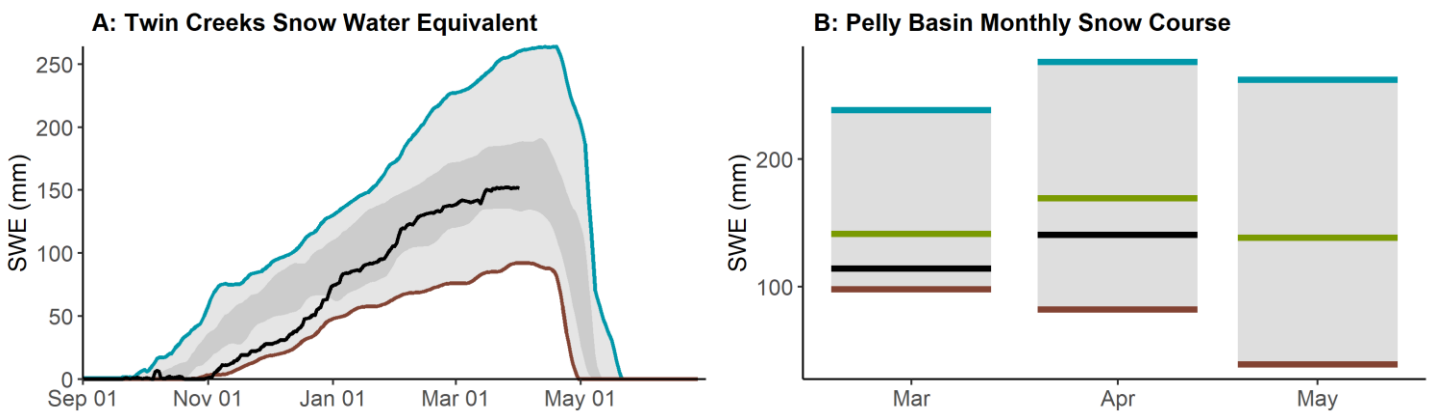 A: Twin Creeks Snow Water Equivalent
SWE (mm)
250
200
150
100
50
0
Sep 01 Nov 01 Jan 01 Mar 01 May 01
B: Pelly Basin Monthly Snow Course
SWE (mm)
200
100
Mar Apr May